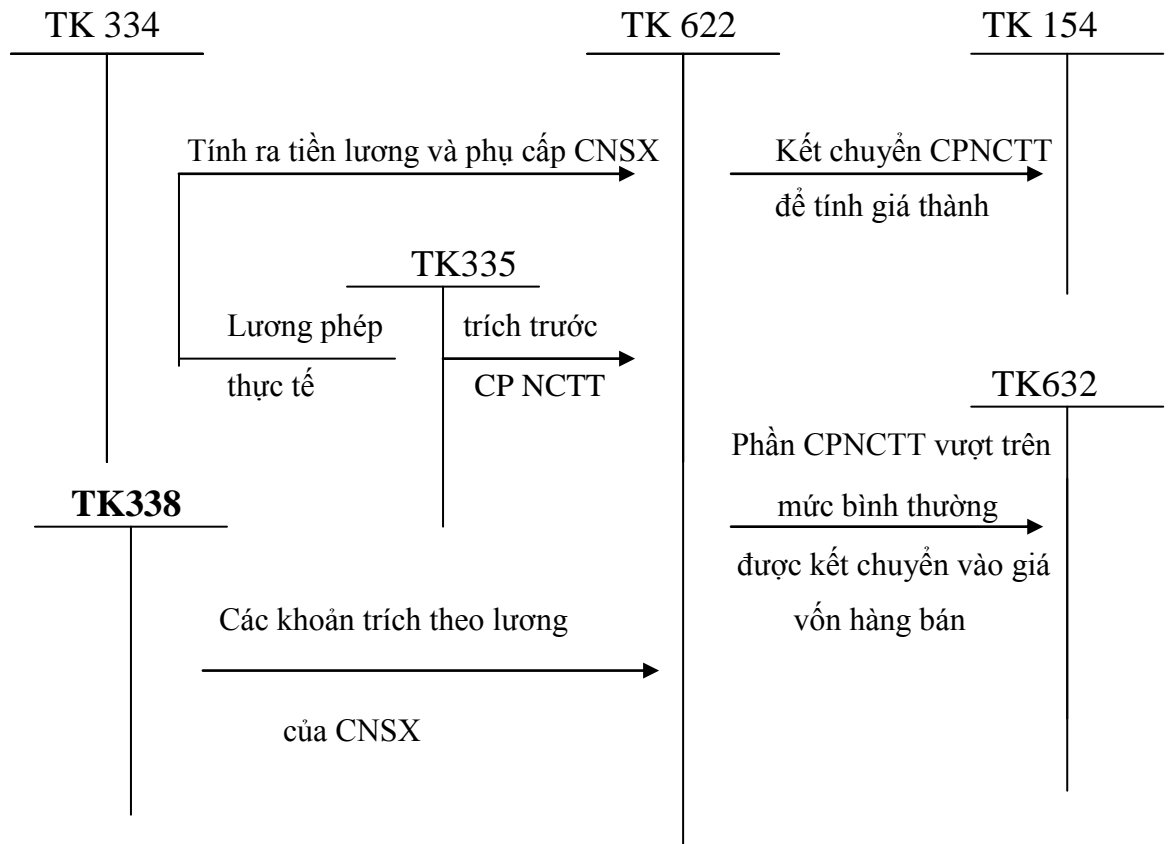 TK 334
TK 622
TK 154
Tính ra tiền lương và phụ cấp CNSX
Kết chuyển CPNCTT
để tính giá thành
TK335
Lương phép
thực tế
trích trước
CP NCTT
TK632
Phần CPNCTT vượt trên
mức bình thường
được kết chuyển vào giá
vốn hàng bán
TK338
Các khoản trích theo lương
của CNSX